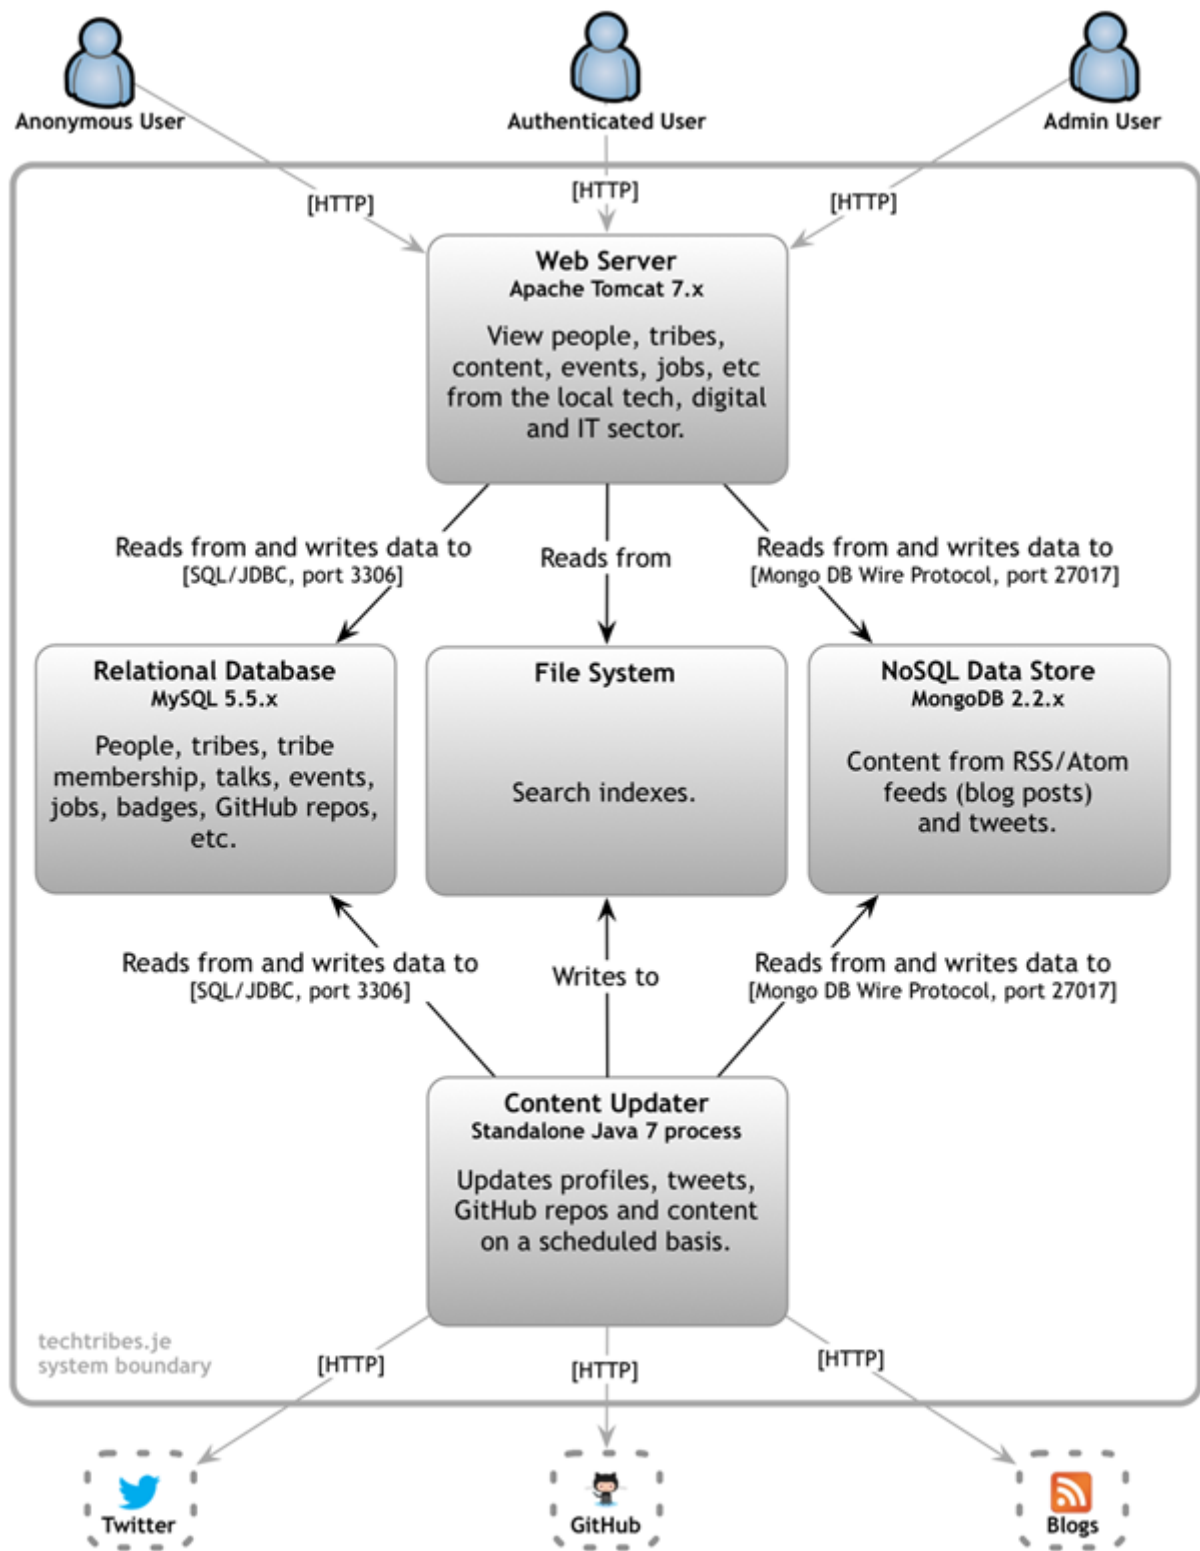 Anonymous User
Authenticated User
Admin User
[HTTP]
[HTTP]
[HTTP]
Web Server
Apache Tomcat 7.x
View people, tribes,
content, events, jobs, etc
from the local tech, digital
and IT sector.
Reads from and writes data to
[SQL/JDBC, port 3306]
Reads from
Reads from and writes data to
[Mongo DB Wire Protocol, port 27017]
Relational Database
MySQL 5.5.x
People, tribes, tribe
membership, talks, events,
jobs, badges, GitHub repos,
etc.
File System
Search indexes.
NoSQL Data Store
MongoDB 2.2.x
Content from RSS/Atom
feeds (blog posts)
and tweets.
Reads from and writes data to
[SQL/JDBC, port 3306]
Writes to
Reads from and writes data to
[Mongo DB Wire Protocol, port 27017]
Content Updater
Standalone Java 7 process
Updates profiles, tweets,
GitHub repos and content
on a scheduled basis.
techtribes.je
system boundary
[HTTP]
[HTTP]
[HTTP]
Twitter
GitHub
Blogs